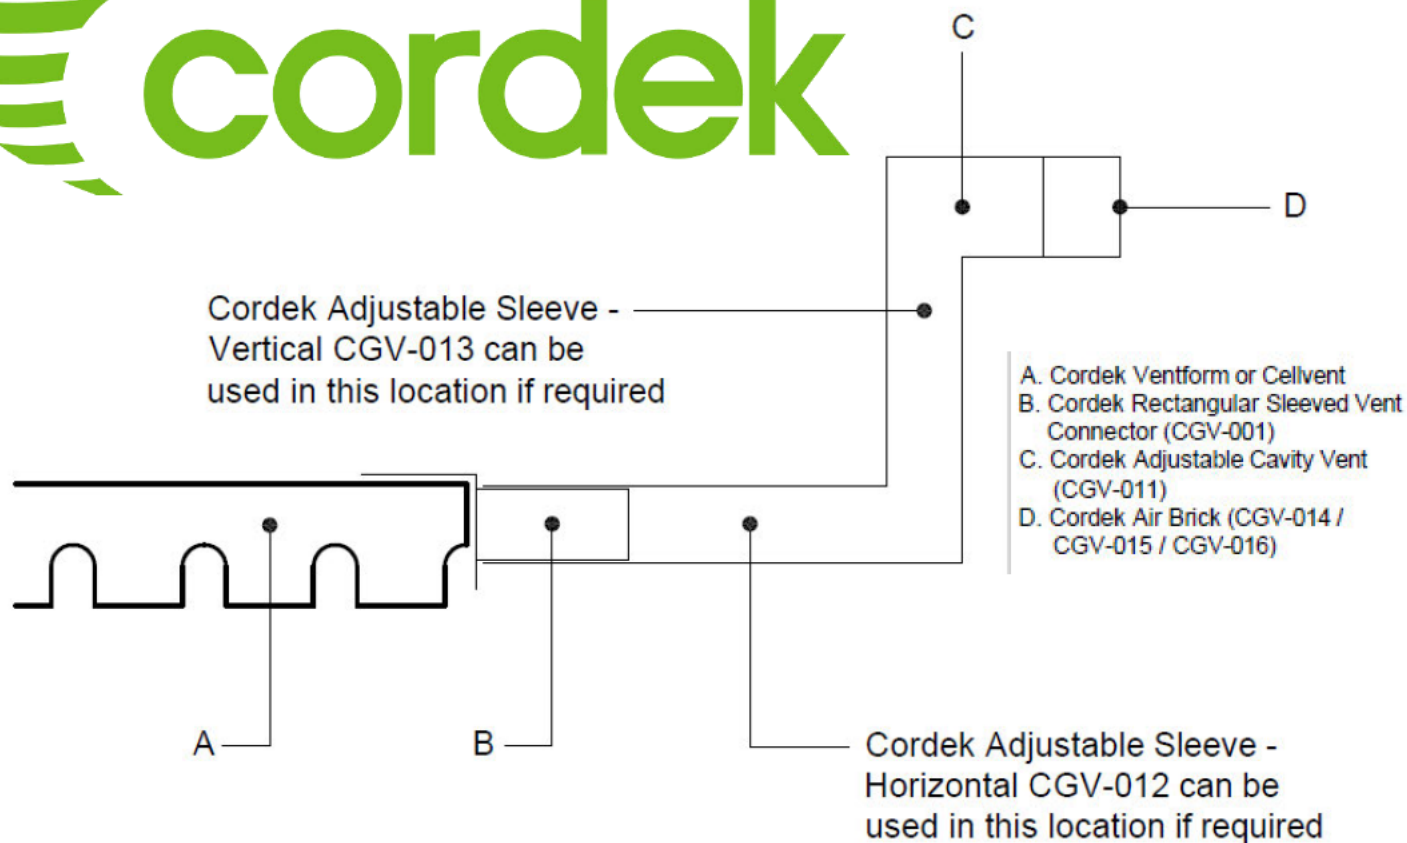 cordek
C
D
Cordek Adjustable Sleeve -
Vertical CGV-013 can be
used in this location if required
A. Cordek Ventform or Cellvent
B. Cordek Rectangular Sleeved Vent
Connector (CGV-001)
C. Cordek Adjustable Cavity Vent
(CGV-011)
D. Cordek Air Brick (CGV-014 /
CGV-015 / CGV-016)
A
B
Cordek Adjustable Sleeve -
Horizontal CGV-012 can be
used in this location if required